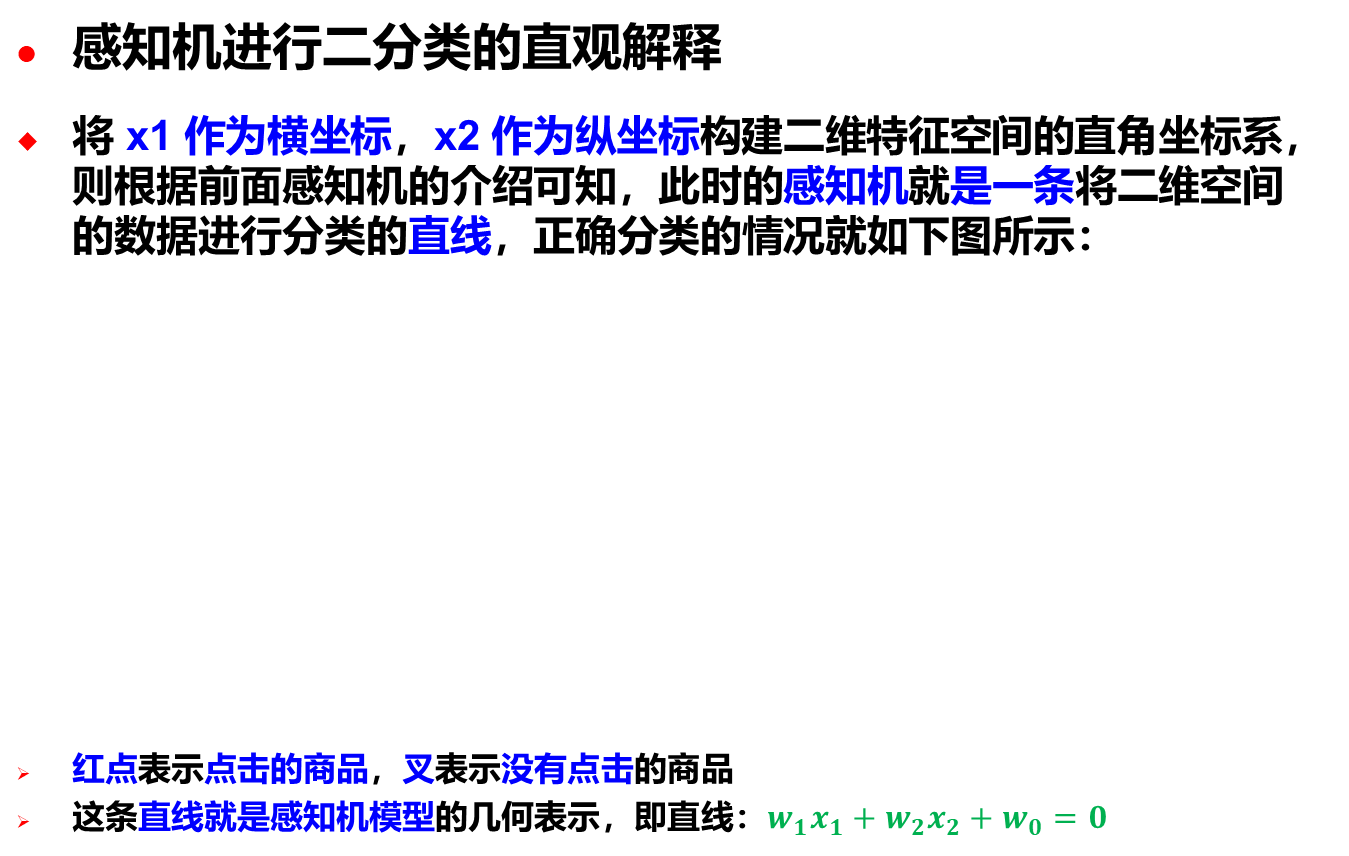 感知机进行二分类的直观解释
将 x1 作为横坐标，x2 作为纵坐标构建二维特征空间的直角坐标系，
则根据前面感知机的介绍可知，此时的感知机就是一条将二维空间
的数据进行分类的直线，正确分类的情况就如下图所示：
红点表示点击的商品，叉表示没有点击的商品
这条直线就是感知机模型的几何表示，即直线：w₁x₁ + w₂x₂ + w₀ = 0